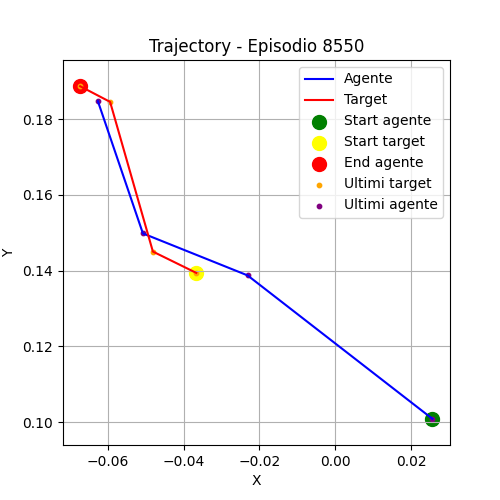 Trajectory - Episodio 8550
Agente
Target
Start agente
Start target
End agente
Ultimi target
Ultimi agente
Y
0.18
0.16
0.14
0.12
0.10
−0.06
−0.04
−0.02
0.00
0.02
X